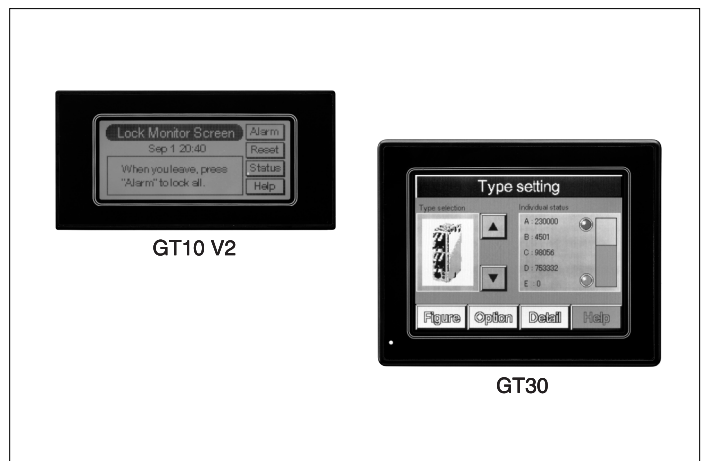 Lock Monitor Screen
Sep 1 20:40
When you leave, press
"Alarm" to lock all.
Alarm
Reset
Status
Help
GT10 V2
Type setting
Type selection
Individual status
A : 230000
B : 4501
C : 98056
D : 753332
E : 0
Figure
Option
Detail
Help
GT30